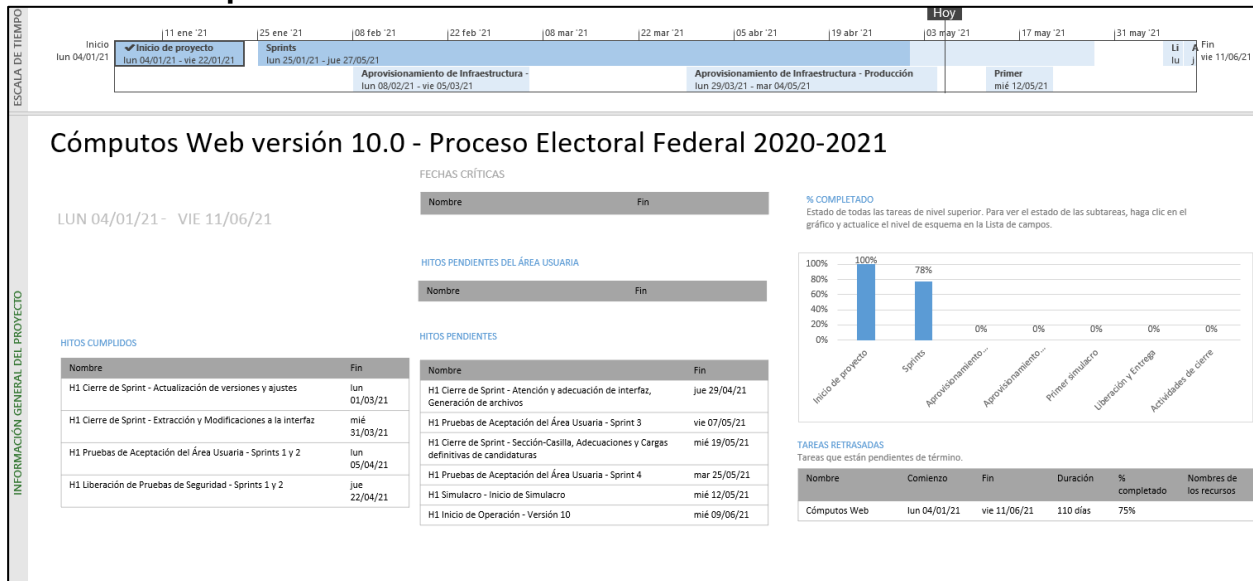 Hoy
ESCALA DE TIEMPO
11 ene '21
25 ene '21
08 feb '21
22 feb '21
08 mar '21
22 mar '21
05 abr '21
19 abr '21
03 may '21
17 may '21
31 may '21
Inicio
lun 04/01/21
Inicio de proyecto
lun 04/01/21 - vie 22/01/21
Sprints
lun 25/01/21 - jue 27/05/21
Li
lu
A
j
Fin
vie 11/06/21
Aprovisionamiento de Infraestructura -
lun 08/02/21 - vie 05/03/21
Aprovisionamiento de Infraestructura - Producción
lun 29/03/21 - mar 04/05/21
Primer
mié 12/05/21
INFORMACIÓN GENERAL DEL PROYECTO
Cómputos Web versión 10.0 - Proceso Electoral Federal 2020-2021
LUN 04/01/21 - VIE 11/06/21
HITOS CUMPLIDOS
Nombre Fin
H1 Cierre de Sprint - Actualización de versiones y ajustes lun
01/03/21
H1 Cierre de Sprint - Extracción y Modificaciones a la interfaz mié
31/03/21
H1 Pruebas de Aceptación del Área Usuaria - Sprints 1 y 2 lun
05/04/21
H1 Liberación de Pruebas de Seguridad - Sprints 1 y 2 jue
22/04/21
FECHAS CRÍTICAS
Nombre Fin
HITOS PENDIENTES DEL ÁREA USUARIA
Nombre Fin
HITOS PENDIENTES
Nombre Fin
H1 Cierre de Sprint - Atención y adecuación de interfaz, jue 29/04/21
Generación de archivos
H1 Pruebas de Aceptación del Área Usuaria - Sprint 3 vie 07/05/21
H1 Cierre de Sprint - Sección-Casilla, Adecuaciones y Cargas mié 19/05/21
definitivas de candidaturas
H1 Pruebas de Aceptación del Área Usuaria - Sprint 4 mar 25/05/21
H1 Simulacro - Inicio de Simulacro mié 12/05/21
H1 Inicio de Operación - Versión 10 mié 09/06/21
% COMPLETADO
Estado de todas las tareas de nivel superior. Para ver el estado de las subtareas, haga clic en el
gráfico y actualice el nivel de esquema en la Lista de campos.
100%
80%
60%
40%
20%
0%
100%
78%
0%
0%
0%
0%
0%
Inicio de proyecto
Sprints
Aprovisionamiento...
Aprovisionamiento...
Primer simulacro
Liberación y Entrega
Actividades de cierre
TAREAS RETRASADAS
Tareas que están pendientes de término.
Nombre Comienzo Fin Duración % Nombres de
completado los recursos
Cómputos Web lun 04/01/21 vie 11/06/21 110 días 75%